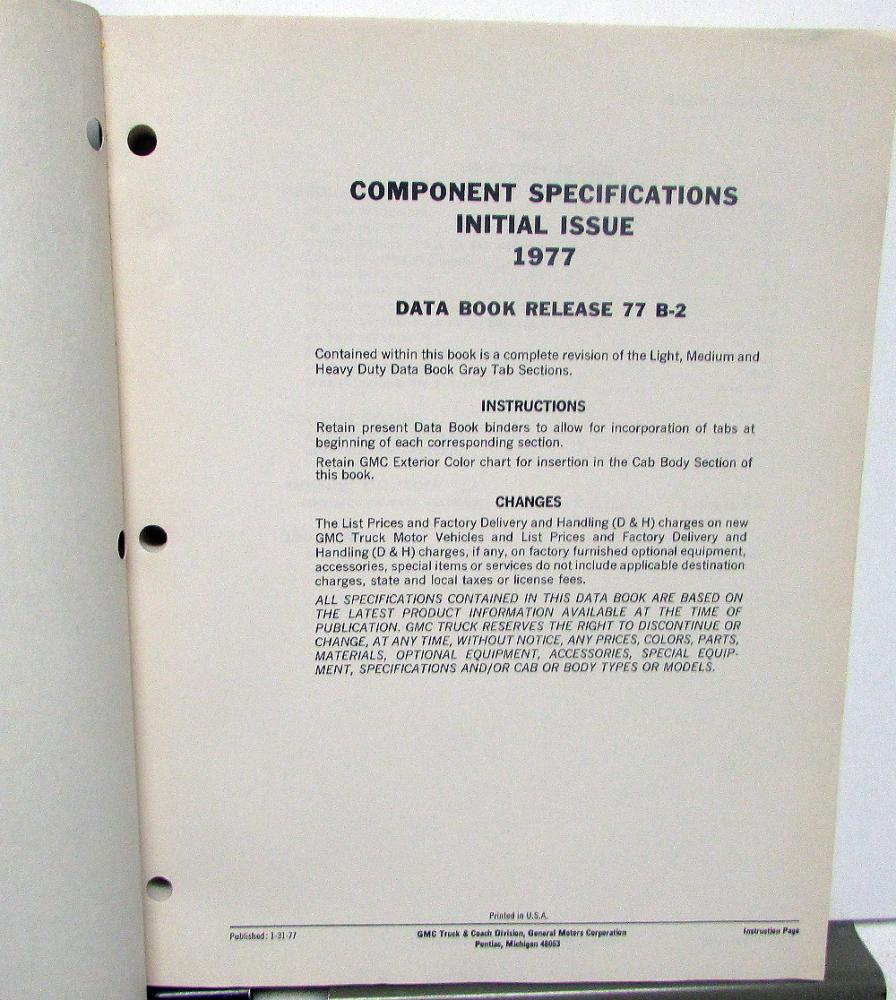 COMPONENT SPECIFICATIONS
INITIAL ISSUE
1977
DATA BOOK RELEASE 77 B-2
Contained within this book is a complete revision of the Light, Medium and
Heavy Duty Data Book Gray Tab Sections.
INSTRUCTIONS
Retain present Data Book binders to allow for incorporation of tabs at
beginning of each corresponding section.
Retain GMC Exterior Color chart for insertion in the Cab Body Section of
this book.
CHANGES
The List Prices and Factory Delivery and Handling (D & H) charges on new
GMC Truck Motor Vehicles and List Prices and Factory Delivery and
Handling (D & H) charges, if any, on factory furnished optional equipment,
accessories, special items or services do not include applicable destination
charges, state and local taxes or license fees.
ALL SPECIFICATIONS CONTAINED IN THIS DATA BOOK ARE BASED ON
THE LATEST PRODUCT INFORMATION AVAILABLE AT THE TIME OF
PUBLICATION. GMC TRUCK RESERVES THE RIGHT TO DISCONTINUE OR
CHANGE, AT ANY TIME, WITHOUT NOTICE, ANY PRICES, COLORS, PARTS,
MATERIALS, OPTIONAL EQUIPMENT, ACCESSORIES, SPECIAL EQUIP-
MENT, SPECIFICATIONS AND/OR CAB OR BODY TYPES OR MODELS.
Printed in U.S.A.
Published: 1-31-77
GMC Truck & Coach Division, General Motors Corporation
Pontiac, Michigan 48053
Instruction Page